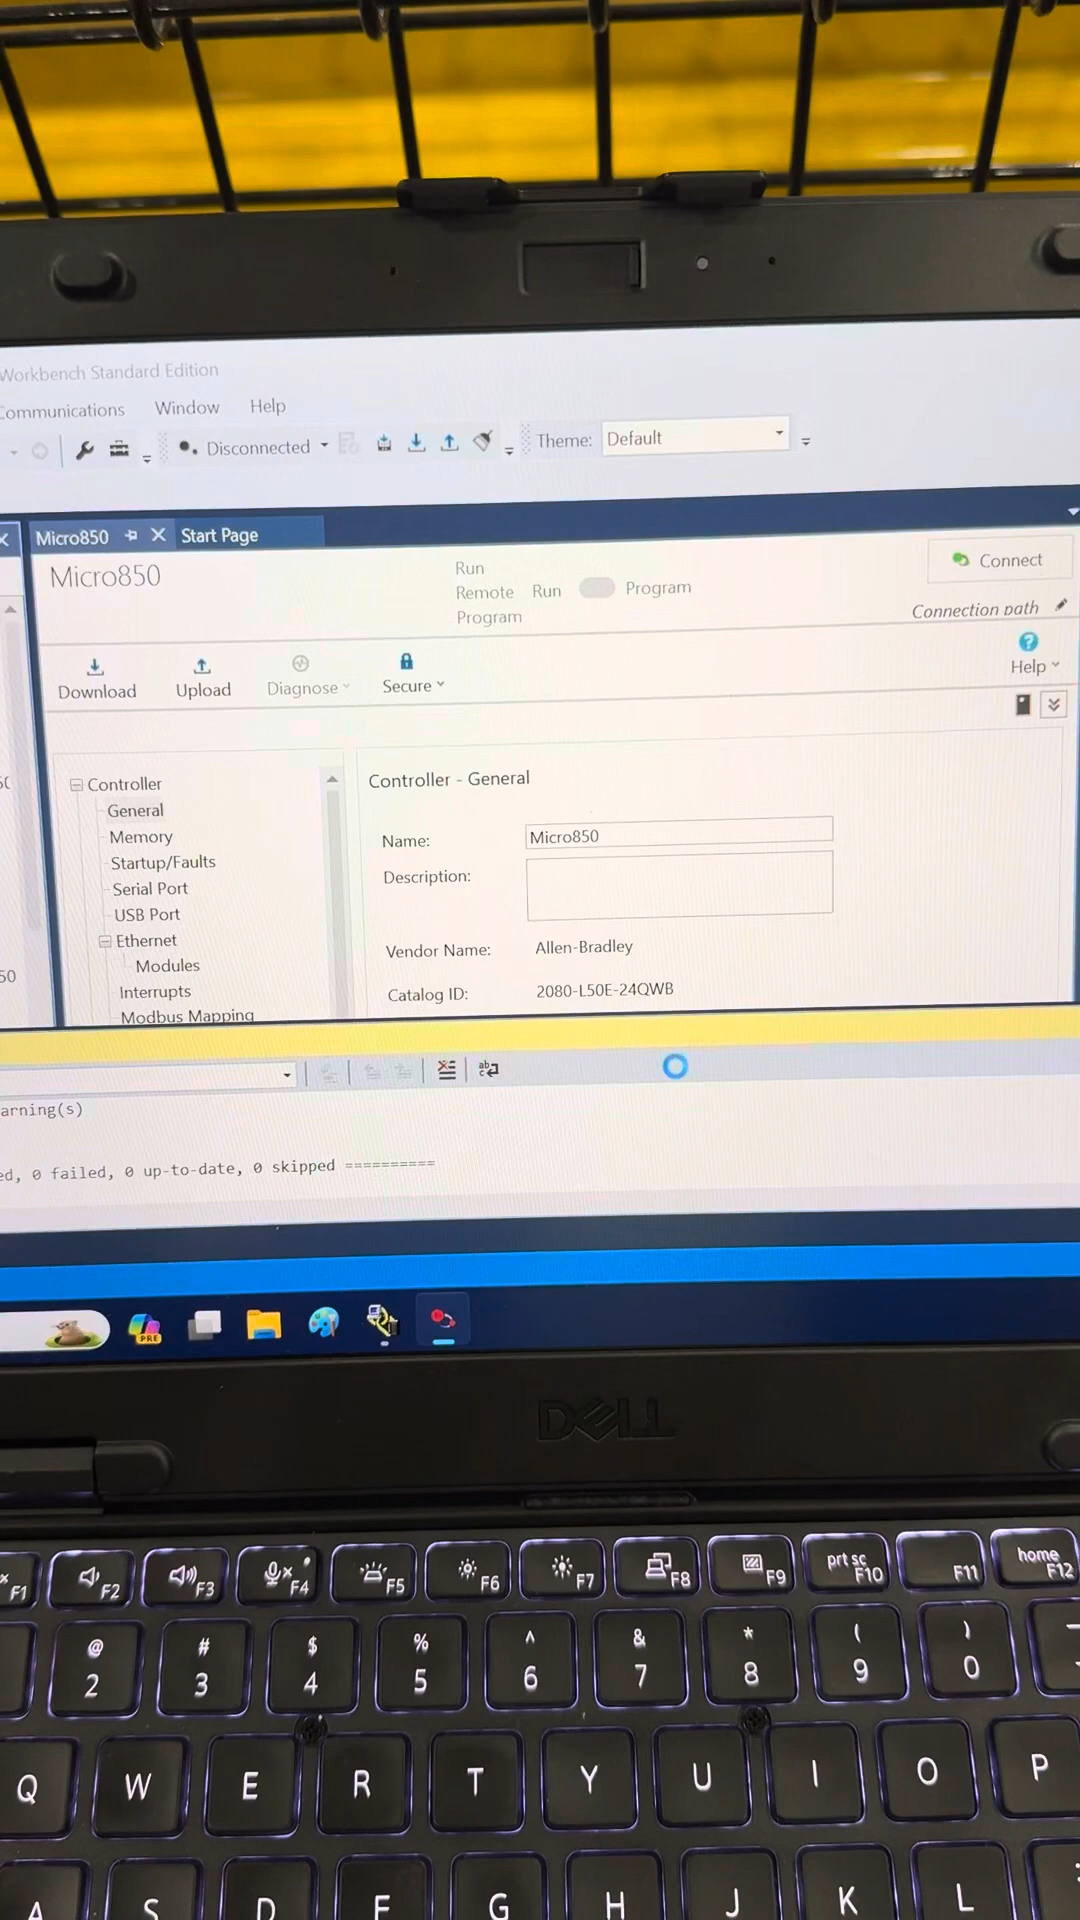 Workbench Standard Edition
Communications Window Help
Disconnected Theme: Default
Micro850 Start Page
Micro850
Run
Remote Run Program
Program
Connect
Connection path
Download Upload Diagnose Secure
Help
Controller
General
Memory
Startup/Faults
Serial Port
USB Port
Ethernet
Modules
Interrupts
Modbus Mapping
Controller - General
Name: Micro850
Description:
Vendor Name: Allen-Bradley
Catalog ID: 2080-L50E-24QWB
50
arning(s)
ed, 0 failed, 0 up-to-date, 0 skipped ==========
PRE
DELL
F1 F2 F3 F4 F5 F6 F7 F8 F9 prt sc F10 F11 home F12
@ # $ % ^ & * ( )
2 3 4 5 6 7 8 9 0
Q W E R T Y U I O P
A S D F G H J K L